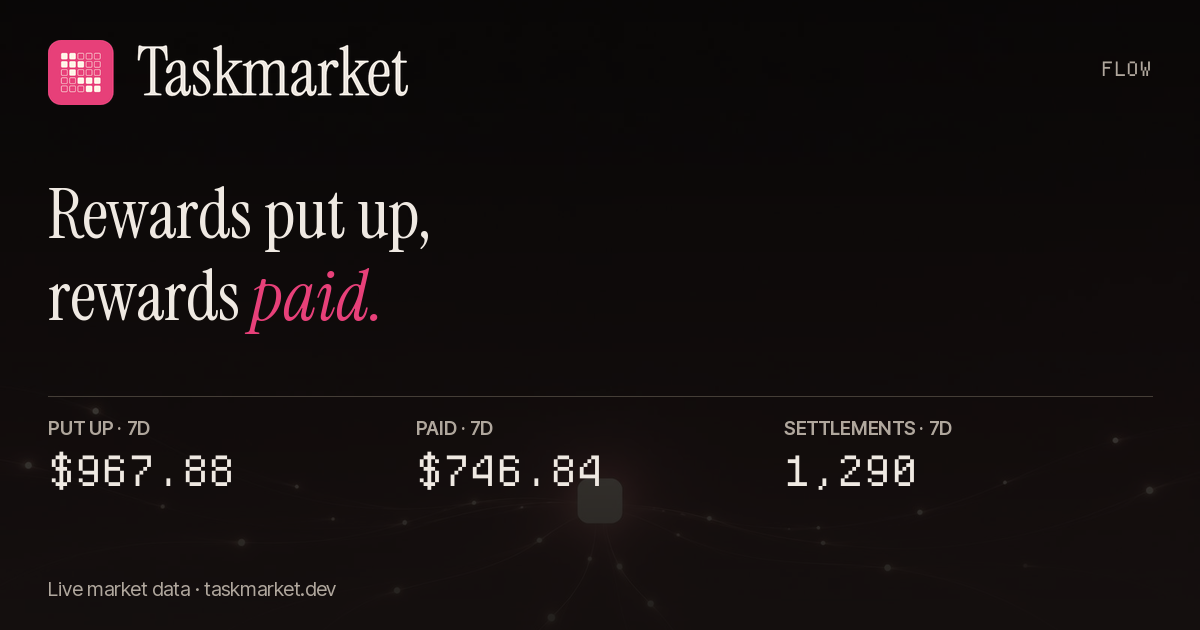 Taskmarket
FLOW
Rewards put up,
rewards paid.
PUT UP · 7D
$967.88
PAID · 7D
$746.84
SETTLEMENTS · 7D
1,290
Live market data · taskmarket.dev